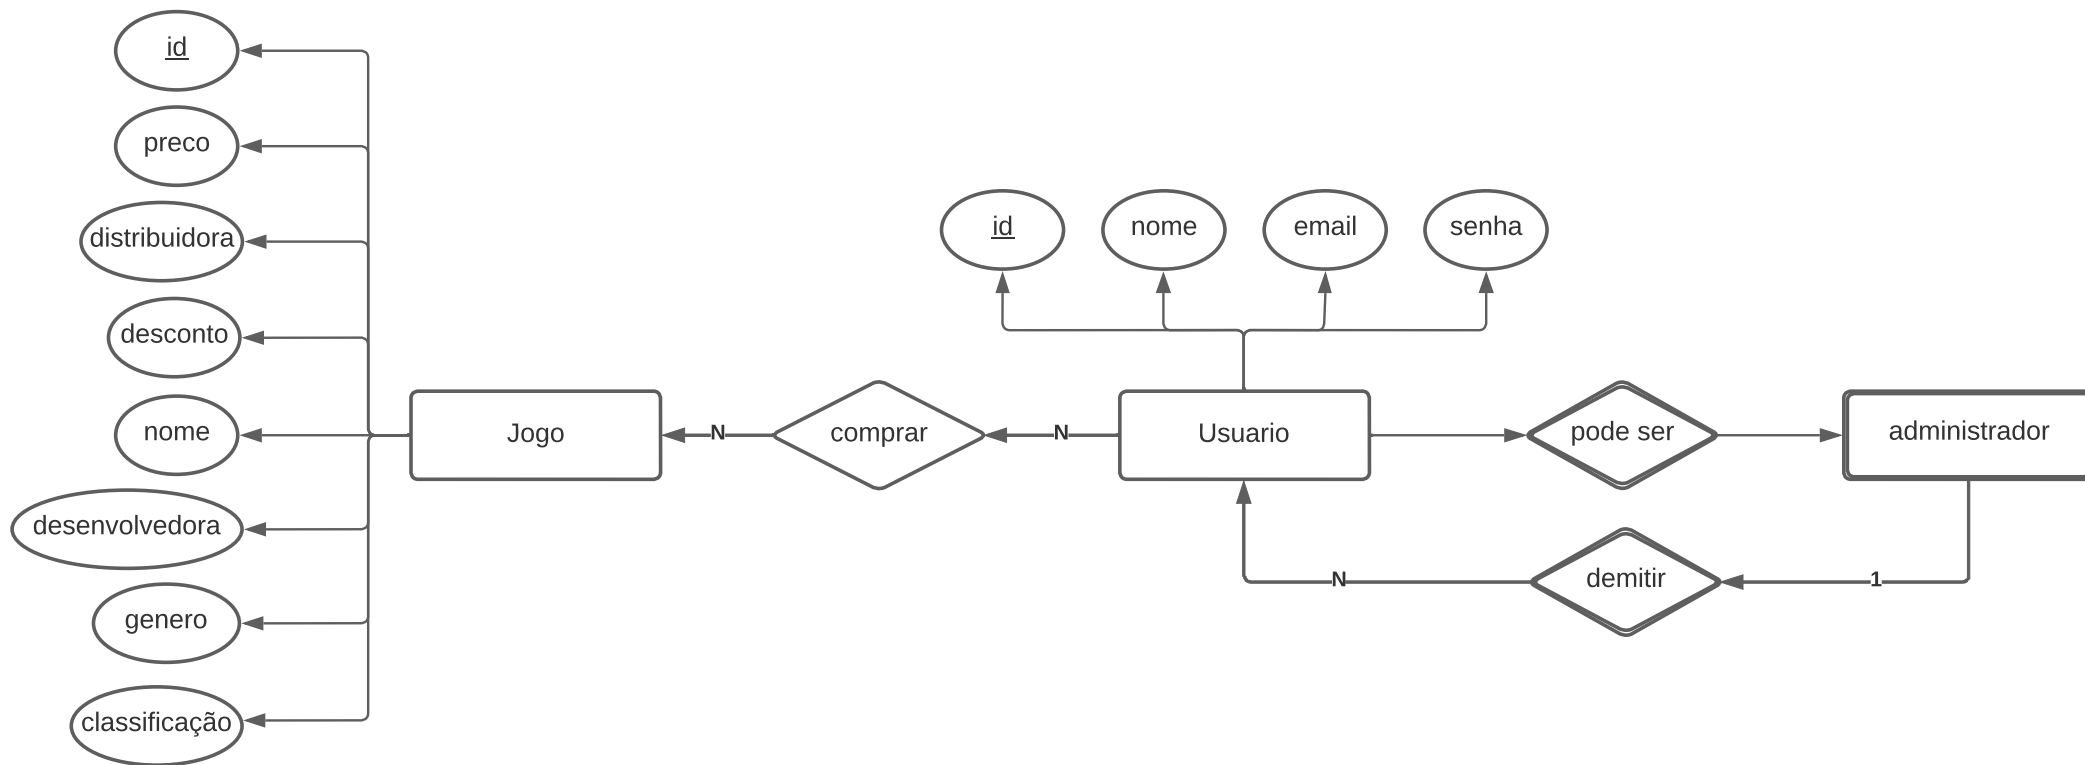 id
preco
distribuidora
desconto
nome
desenvolvedora
genero
classificação
Jogo
N
comprar
N
id
nome
email
senha
Usuario
pode ser
administrador
N
demitir
1